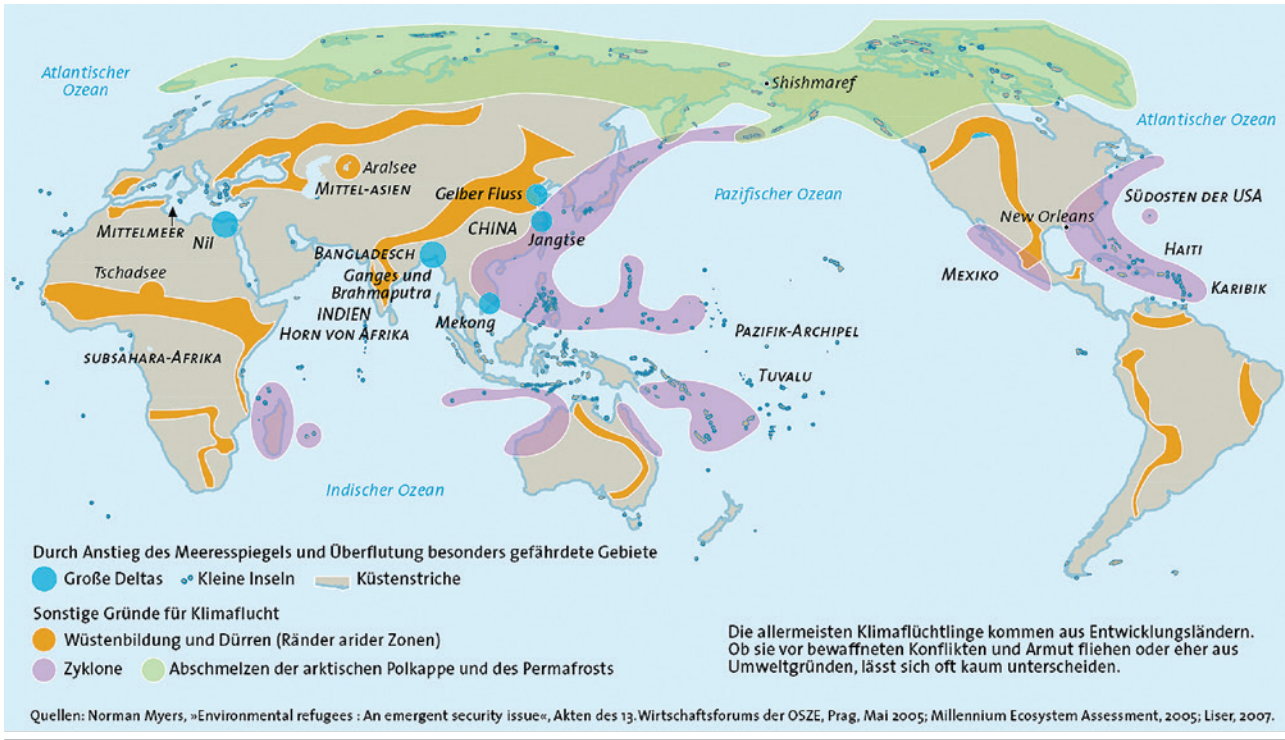 Atlantischer
Ozean
Shishmaref
Atlantischer Ozean
Aralsee
MITTEL-ASIEN
Gelber Fluss
Pazifischer Ozean
SÜDOSTEN DER USA
New Orleans
MITTELMEER
Nil
CHINA
Jangtse
BANGLADESCH
Ganges und
Brahmaputra
INDIEN
HORN VON AFRIKA
Tschadsee
Mekong
HAITI
MEXIKO
KARIBIK
PAZIFIK-ARCHIPEL
SUBSAHARA-AFRIKA
TUVALU
Indischer Ozean
Durch Anstieg des Meeresspiegels und Überflutung besonders gefährdete Gebiete
Große Deltas Kleine Inseln Küstenstriche
Sonstige Gründe für Klimaflucht
Wüstenbildung und Dürren (Ränder arider Zonen)
Zyklone Abschmelzen der arktischen Polkappe und des Permafrosts
Die allermeisten Klimaflüchtlinge kommen aus Entwicklungsländern.
Ob sie vor bewaffneten Konflikten und Armut fliehen oder eher aus
Umweltgründen, lässt sich oft kaum unterscheiden.
Quellen: Norman Myers, »Environmental refugees : An emergent security issue«, Akten des 13. Wirtschaftsforums der OSZE, Prag, Mai 2005; Millennium Ecosystem Assessment, 2005; Liser, 2007.